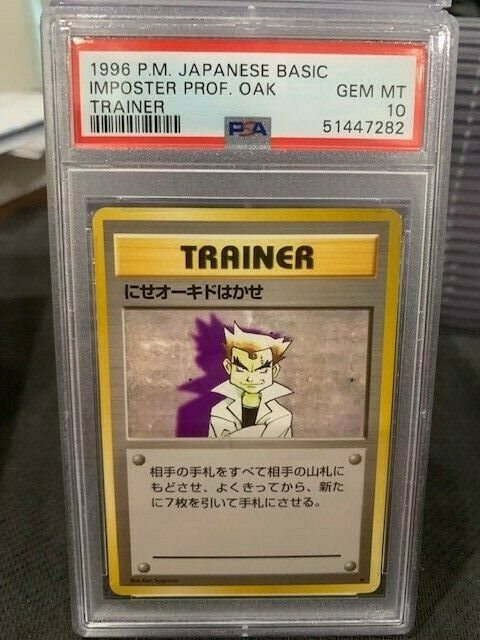 1996 P.M. JAPANESE BASIC
IMPOSTER PROF. OAK GEM MT
TRAINER 10
PSA 51447282
TRAINER
にせオーキドはかせ
相手の手札をすべて相手の山札に
もどさせ、よくきってから、新た
に7枚を引いて手札にさせる。
Illus. Ken Sugimori